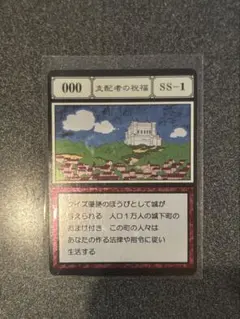 000 支配者の祝福 SS-1
クイズ優勝のほうびとして城が
与えられる 人口1万人の城下町の
おまけ付き この町の人々は
あなたの作る法律や指令に従い
生活する